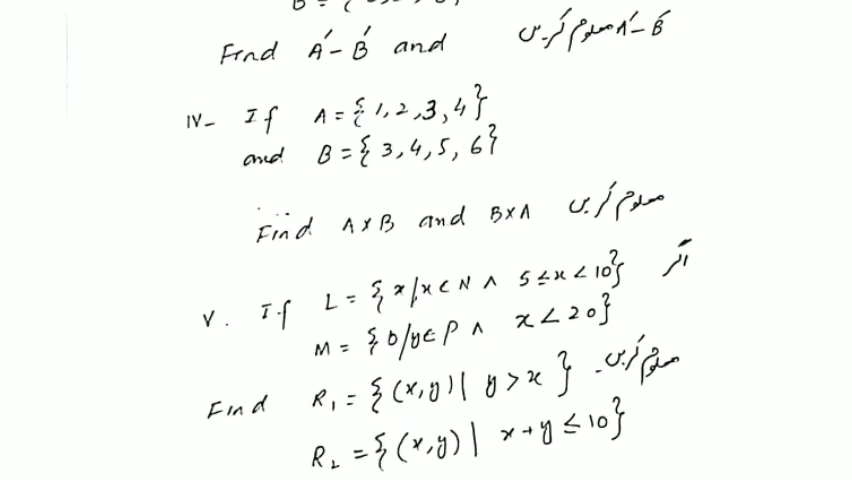 Find A′ - B′ and A′ - B′ معلوم کریں
IV- If A = {1, 2, 3, 4}
and B = {3, 4, 5, 6}
Find A x B and B x A معلوم کریں
V. If L = {x/x ∈ N ∧ 5 ≤ x < 10} اگر
M = {0/y ∈ P ∧ x < 20}
Find R₁ = {(x, y) | y > x} معلوم کریں۔
R₂ = {(x, y) | x + y ≤ 10}